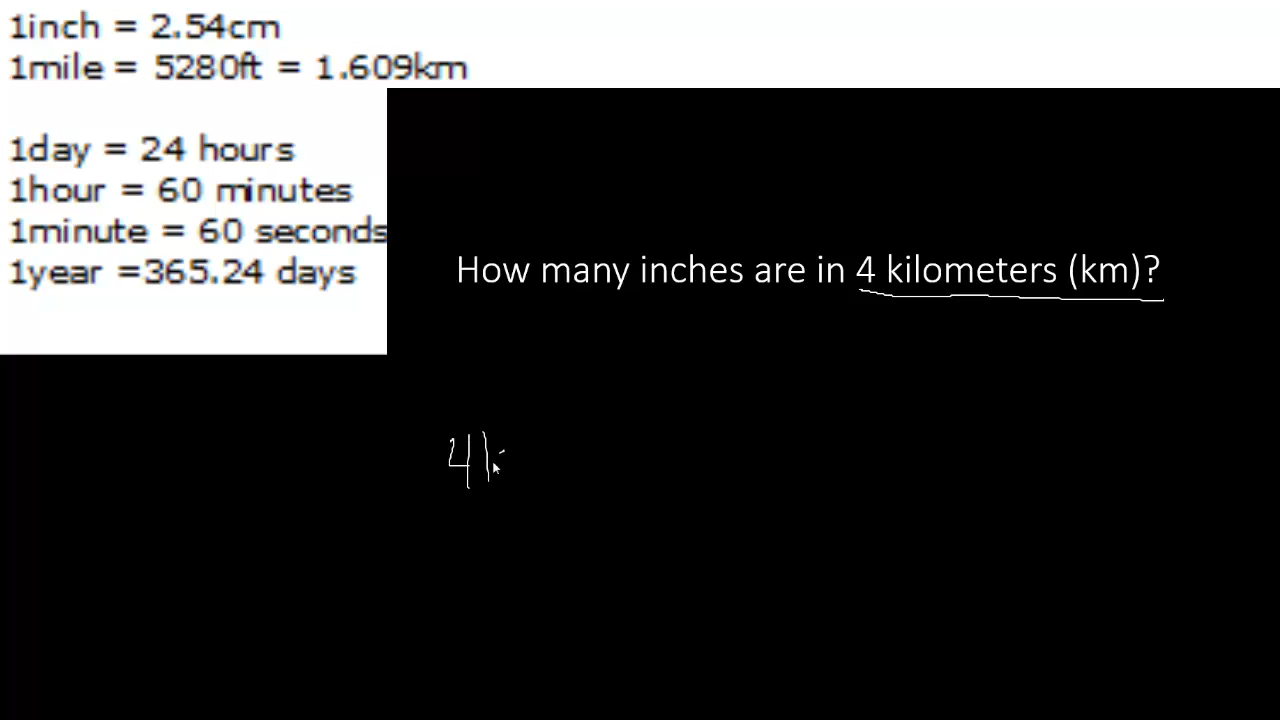 1inch = 2.54cm
1mile = 5280ft = 1.609km
1day = 24 hours
1hour = 60 minutes
1minute = 60 seconds
1year =365.24 days
How many inches are in 4 kilometers (km)?
4